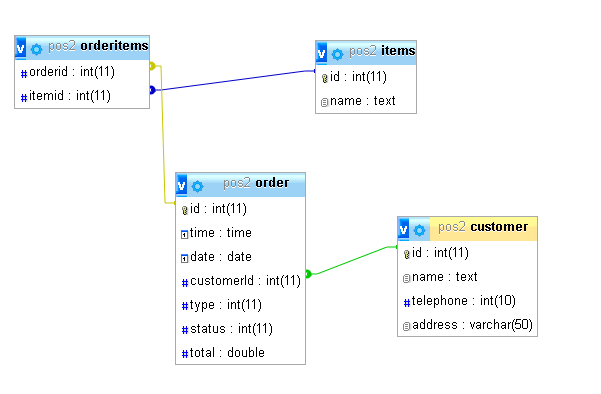 pos2 orderitems
orderid : int(11)
itemid : int(11)
pos2 items
id : int(11)
name : text
pos2 order
id : int(11)
time : time
date : date
customerId : int(11)
type : int(11)
status : int(11)
total : double
pos2 customer
id : int(11)
name : text
telephone : int(10)
address : varchar(50)